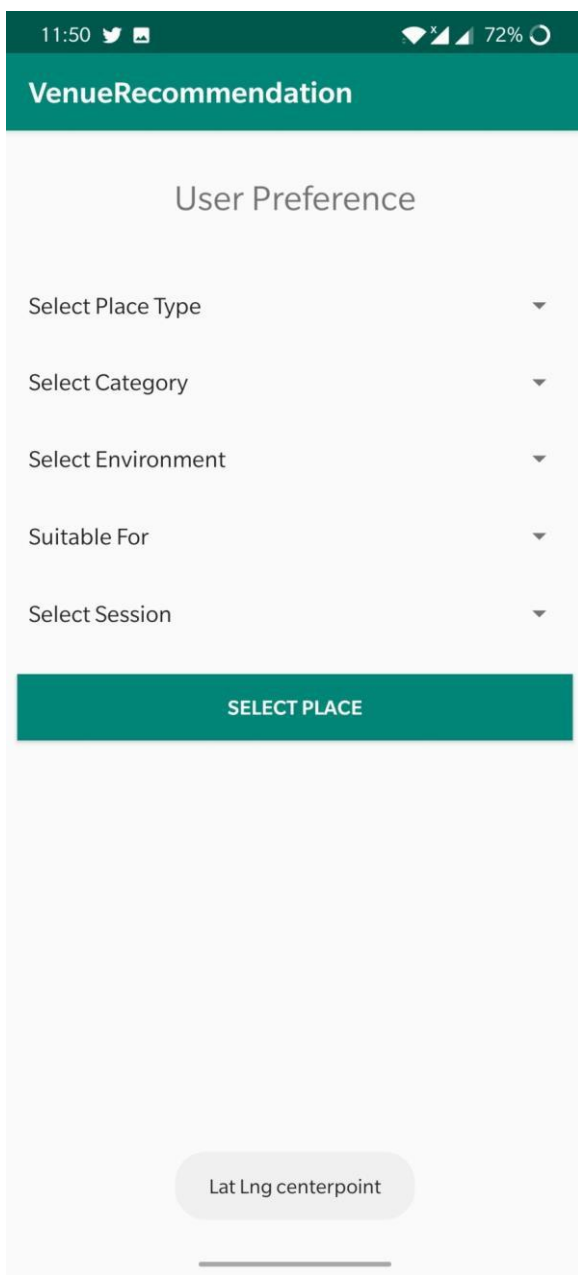 11:50 x 72%
VenueRecommendation
User Preference
Select Place Type
Select Category
Select Environment
Suitable For
Select Session
SELECT PLACE
Lat Lng centerpoint